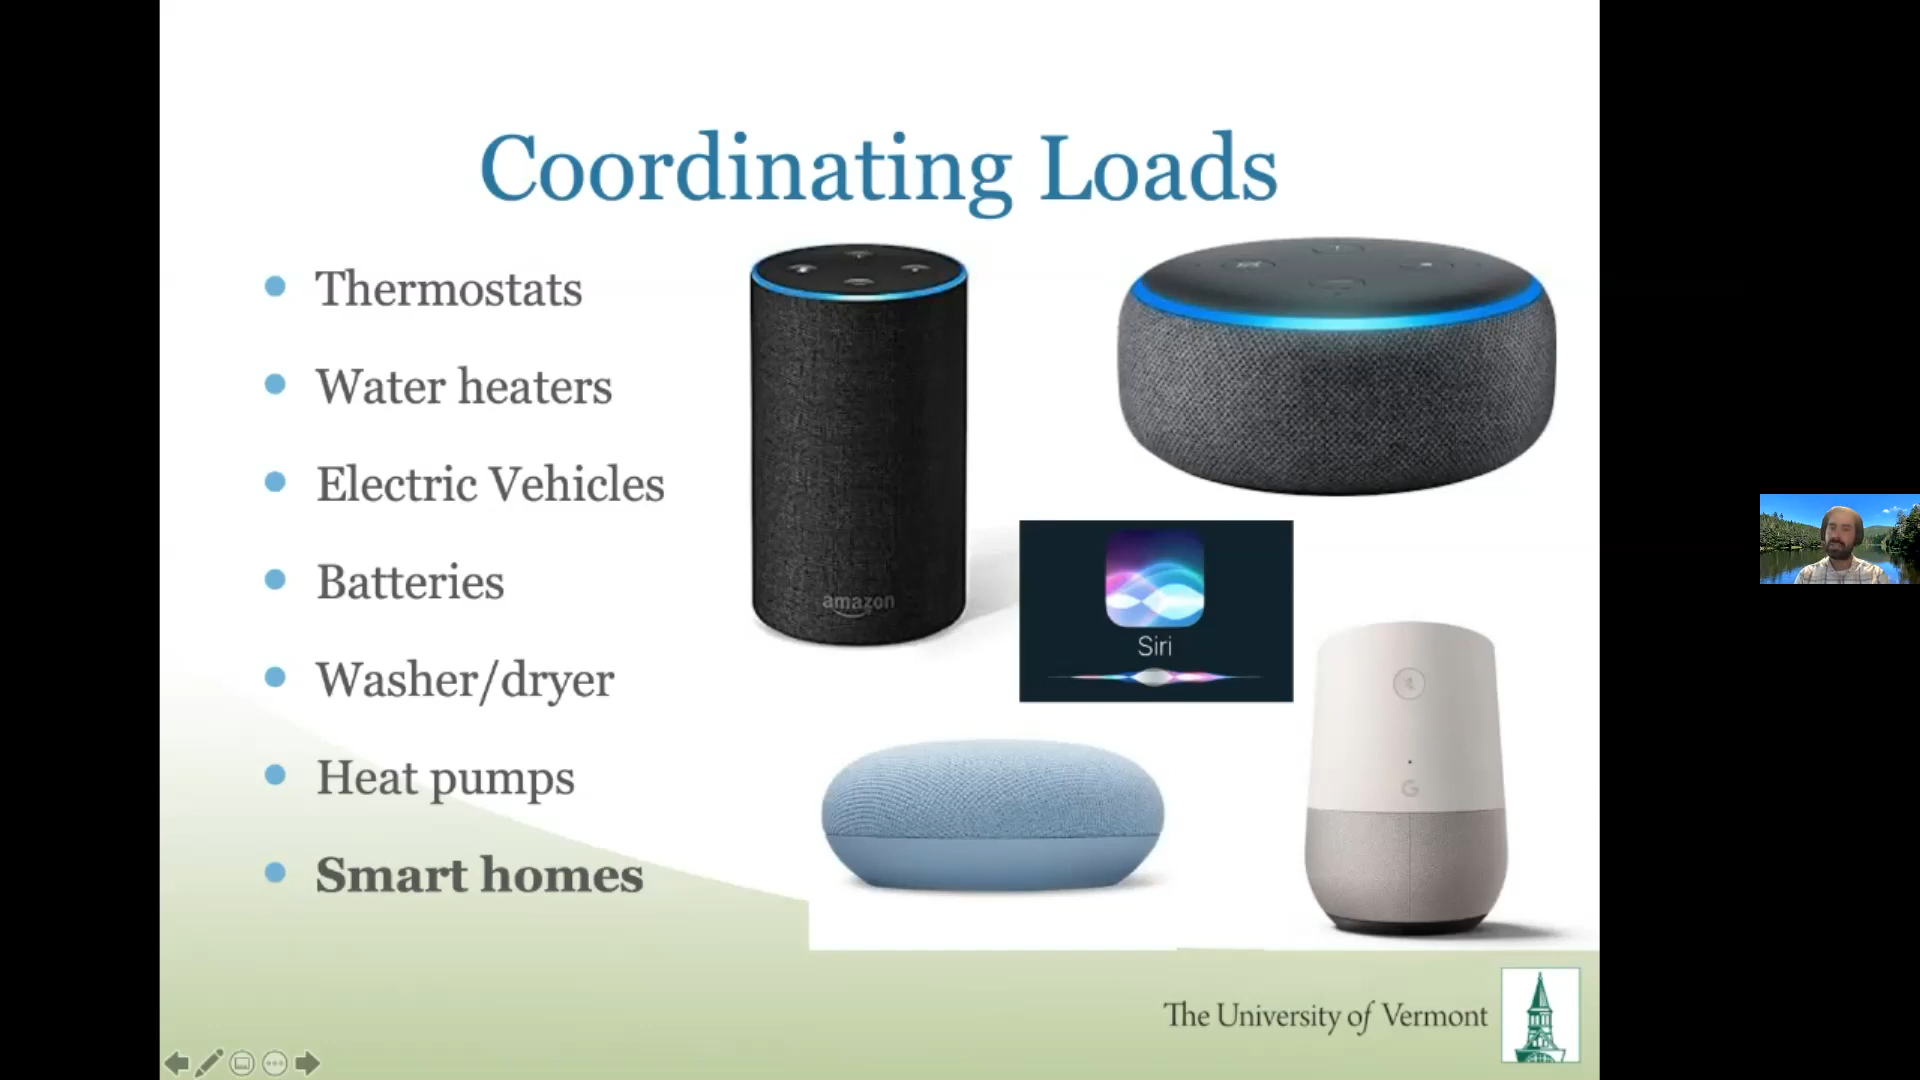 Coordinating Loads
Thermostats
Water heaters
Electric Vehicles
Batteries
Washer/dryer
Heat pumps
Smart homes
amazon
Siri
G
The University of Vermont